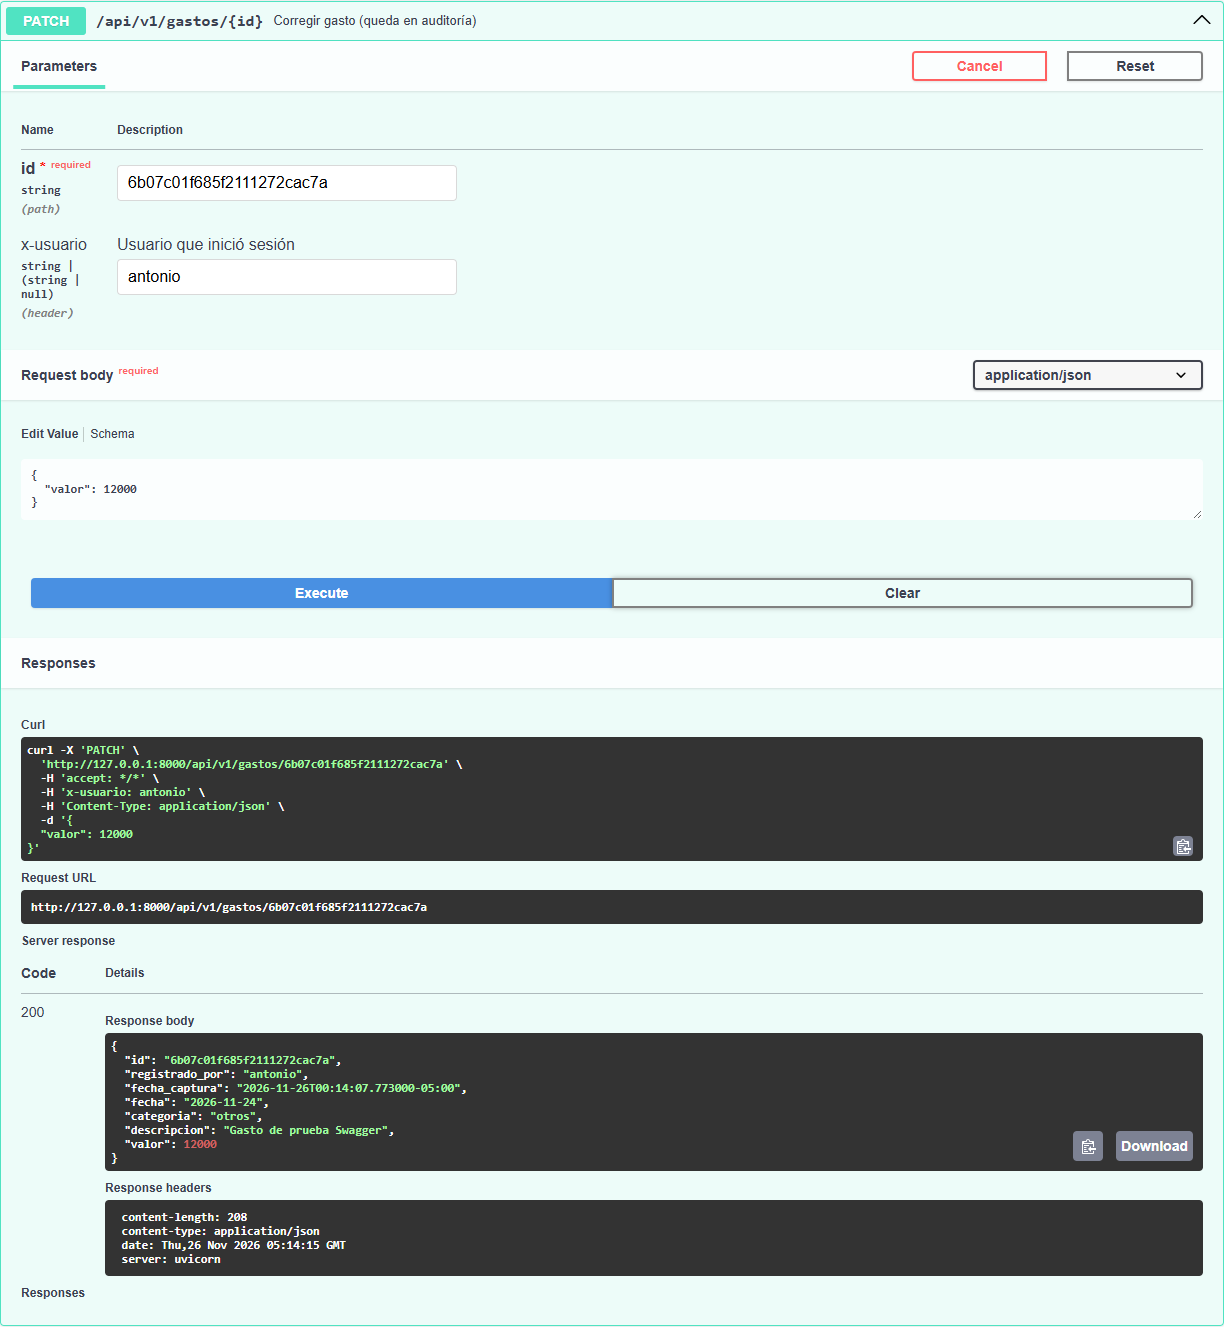 PATCH /api/v1/gastos/{id} Corregir gasto (queda en auditoría)
Parameters
Cancel
Reset
Name Description
id * required
string
(path)
6b07c01f685f2111272cac7a
x-usuario
string |
(string |
null)
(header)
Usuario que inició sesión
antonio
Request body required
application/json
Edit Value | Schema
{
"valor": 12000
}
Execute
Clear
Responses
Curl
curl -X 'PATCH' \
'http://127.0.0.1:8000/api/v1/gastos/6b07c01f685f2111272cac7a' \
-H 'accept: */*' \
-H 'x-usuario: antonio' \
-H 'Content-Type: application/json' \
-d '{
"valor": 12000
}'
Request URL
http://127.0.0.1:8000/api/v1/gastos/6b07c01f685f2111272cac7a
Server response
Code Details
200
Response body
{
"id": "6b07c01f685f2111272cac7a",
"registrado_por": "antonio",
"fecha_captura": "2026-11-26T00:14:07.773000-05:00",
"fecha": "2026-11-24",
"categoria": "otros",
"descripcion": "Gasto de prueba Swagger",
"valor": 12000
}
Download
Response headers
content-length: 208
content-type: application/json
date: Thu,26 Nov 2026 05:14:15 GMT
server: uvicorn
Responses